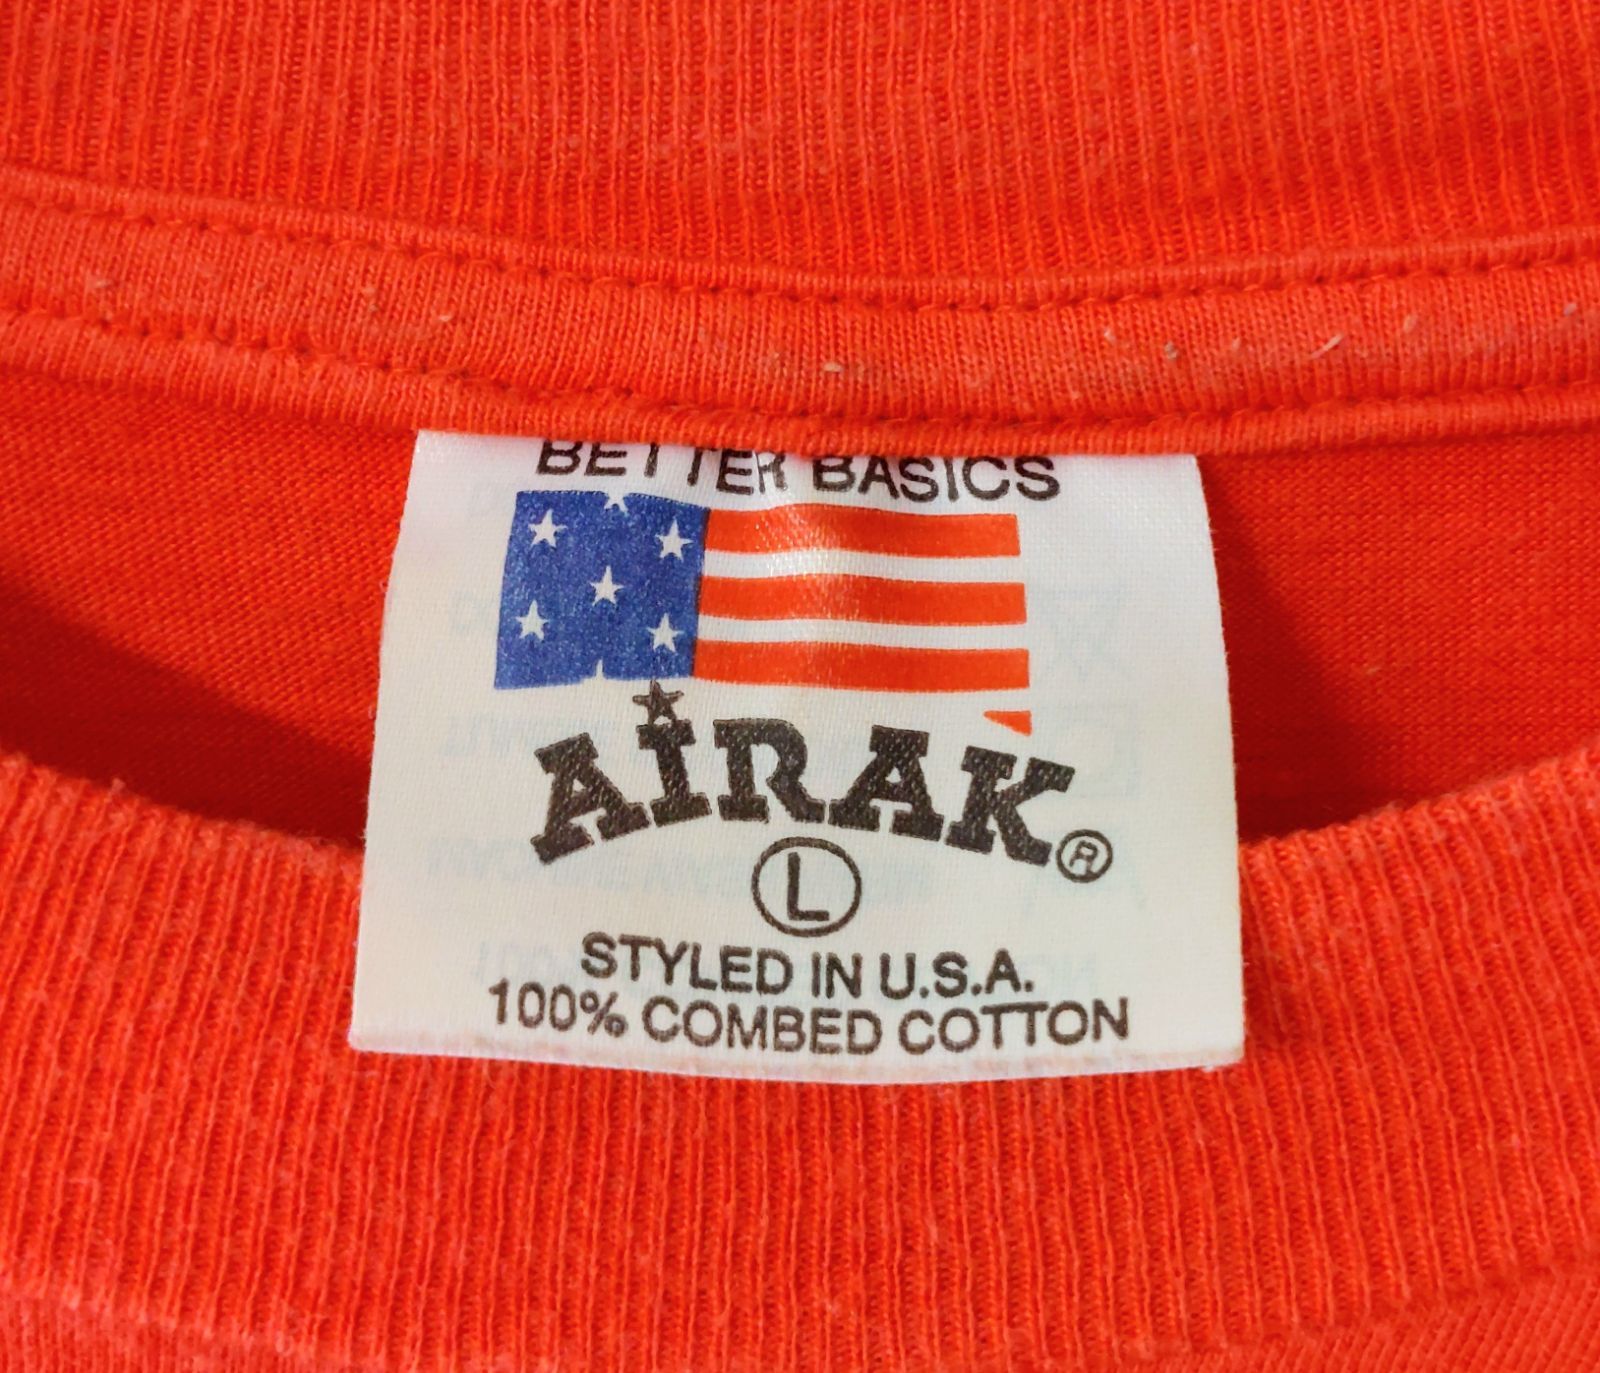 BETTER BASICS
AiRAK®
L
STYLED IN U.S.A.
100% COMBED COTTON